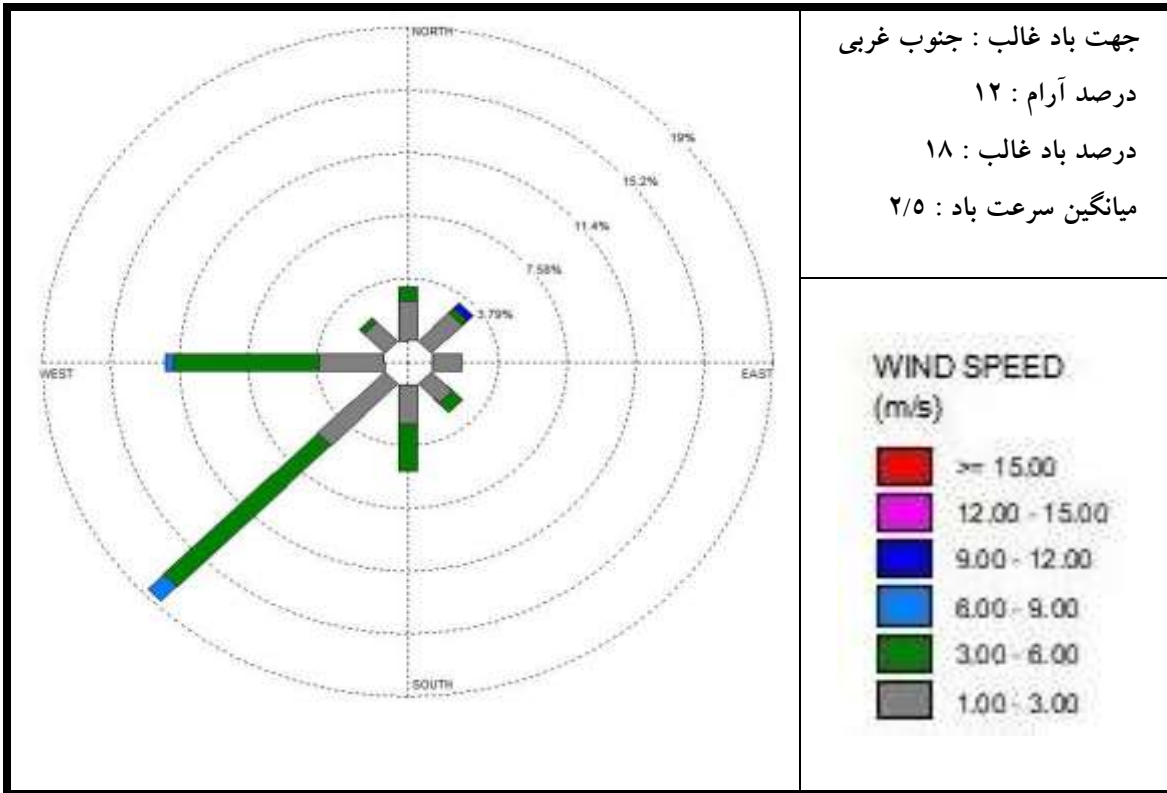 NORTH
19%
15.2%
11.4%
7.58%
3.79%
WEST
EAST
SOUTH
جهت باد غالب : جنوب غربی
درصد آرام : ۱۲
درصد باد غالب : ۱۸
میانگین سرعت باد : ۲/۵
WIND SPEED
(m/s)
>= 15.00
12.00 - 15.00
9.00 - 12.00
6.00 - 9.00
3.00 - 6.00
1.00 - 3.00